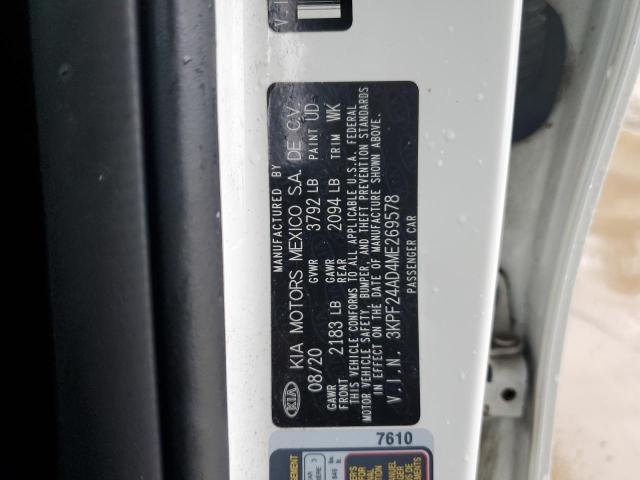 V.I
MANUFACTURED BY
KIA KIA MOTORS MEXICO S.A. DE C.V.
08/20 GVWR 3792 LB PAINT UD
GAWR FRONT 2183 LB GAWR REAR 2094 LB TRIM WK
THIS VEHICLE CONFORMS TO ALL APPLICABLE U.S.A. FEDERAL
MOTOR VEHICLE SAFETY, BUMPER, AND THEFT PREVENTION STANDARDS
IN EFFECT ON THE DATE OF MANUFACTURE SHOWN ABOVE.
V.I.N. 3KPF24AD4ME269578
PASSENGER CAR
7610